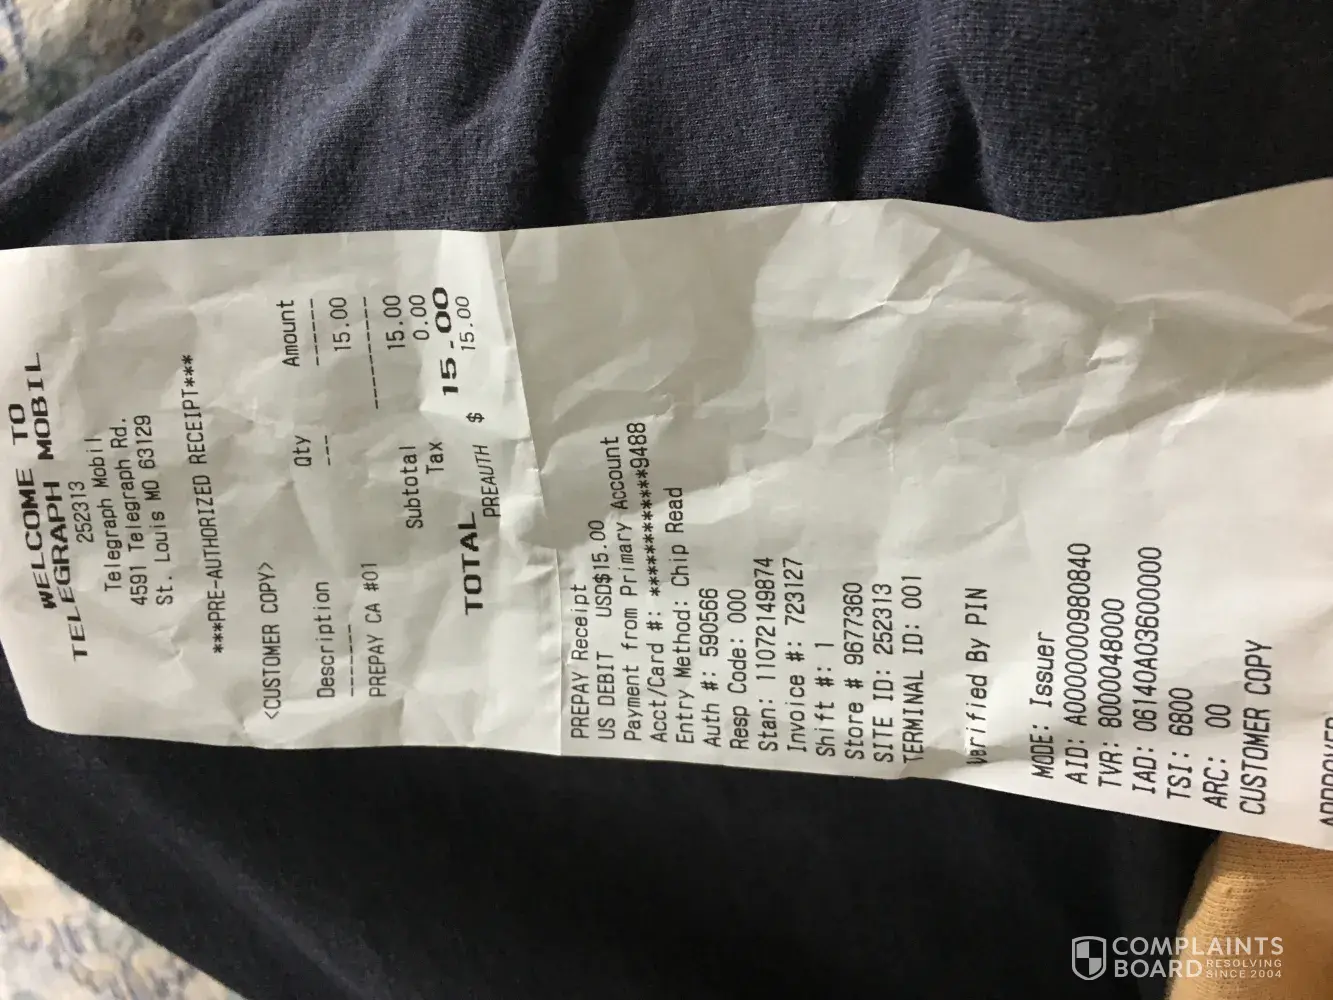 WELCOME TO
TELEGRAPH MOBIL
252313
Telegraph Mobil
4591 Telegraph Rd.
St. Louis MO 63129
***PRE-AUTHORIZED RECEIPT***
<CUSTOMER COPY>
Description Qty Amount
------- --- ------
PREPAY CA #01 15.00
----------
Subtotal 15.00
Tax 0.00
TOTAL $ 15.00
PREAUTH 15.00
PREPAY Receipt
US DEBIT USD$15.00
Payment from Primary Account
Acct/Card #: ************9488
Entry Method: Chip Read
Auth #: 590566
Resp Code: 000
Stan: 11072149874
Invoice #: 723127
Shift #: 1
Store # 9677360
SITE ID: 252313
TERMINAL ID: 001
Verified By PIN
MODE: Issuer
AID: A0000000980840
TVR: 8000048000
IAD: 06140A03600000
TSI: 6800
ARC: 00
CUSTOMER COPY
APPROVED
COMPLAINTS
BOARD RESOLVING
SINCE 2004